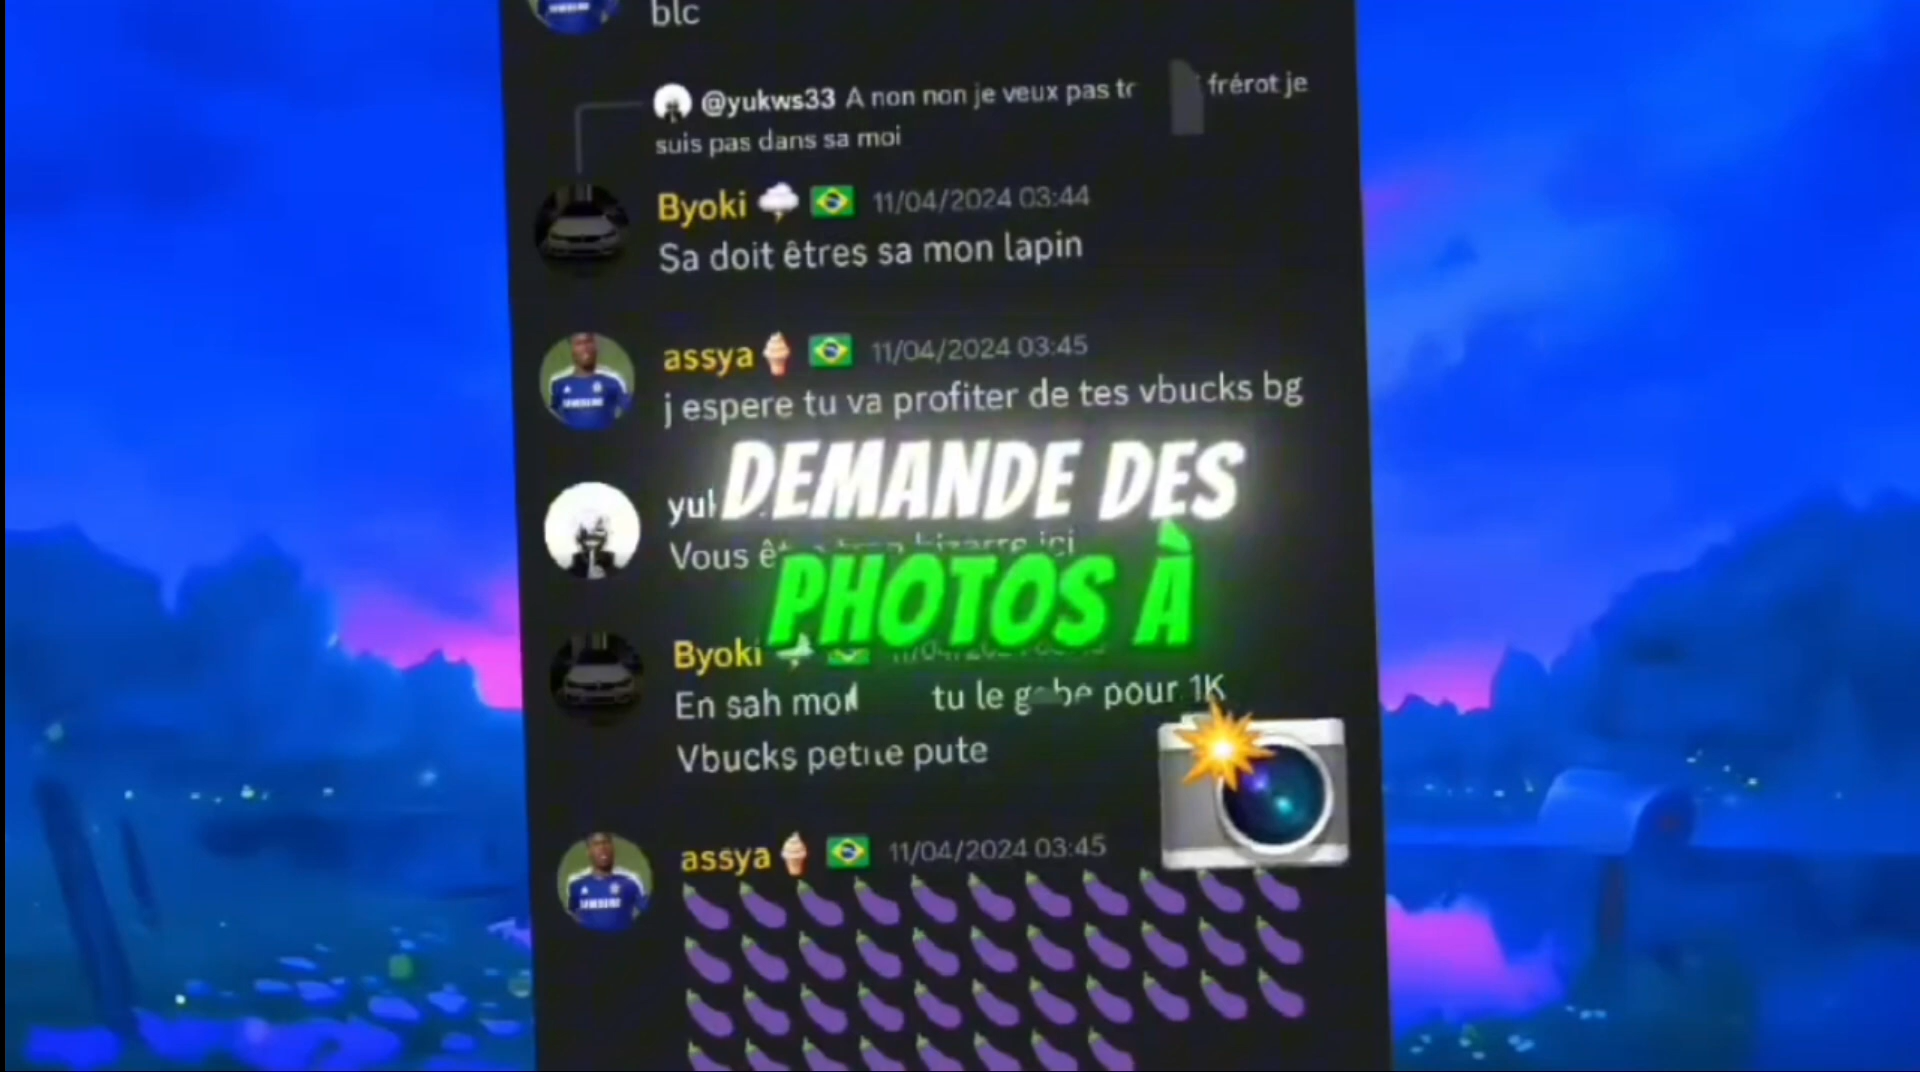 blc
@yukws33 A non non je veux pas frérot je
suis pas dans sa moi
Byoki 11/04/2024 03:44
Sa doit êtres sa mon lapin
assya 11/04/2024 03:45
j espere tu va profiter de tes vbucks bg
DEMANDE DES
Vous bizarre ici
PHOTOS À
Byoki
En sah tu le pour 1K
Vbucks petite pute
assya 11/04/2024 03:45
SAMSUNG